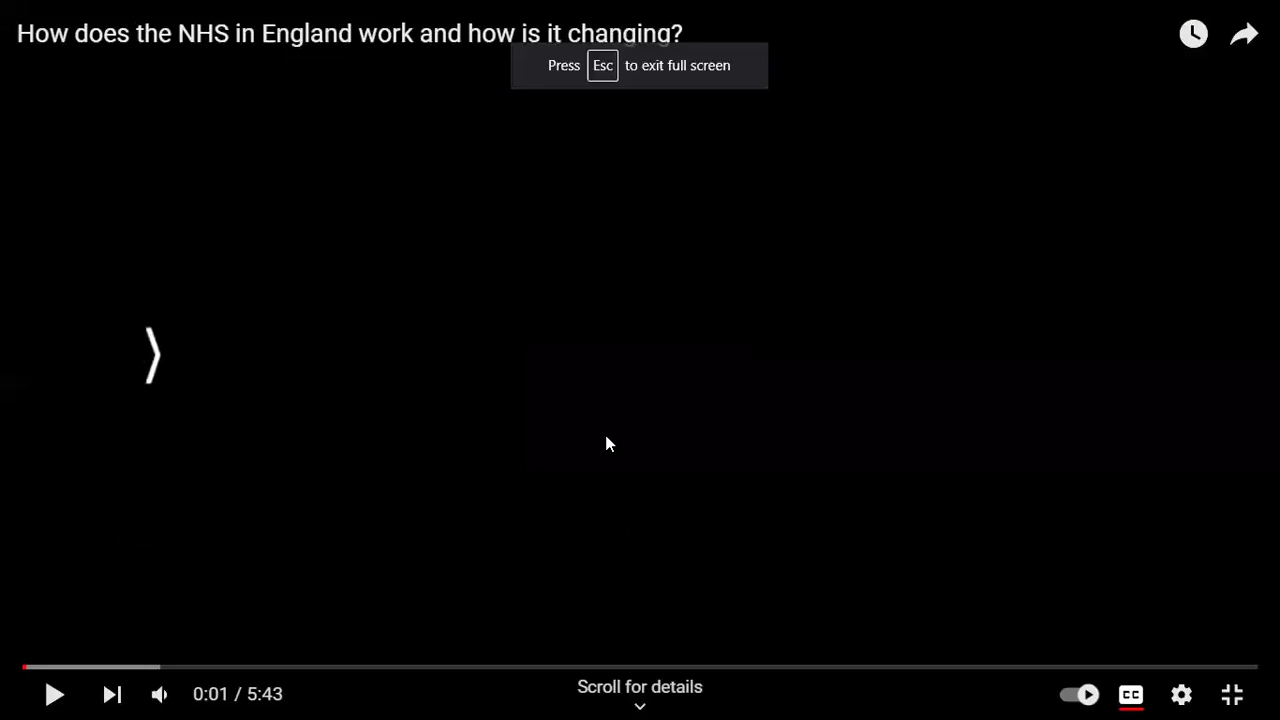 How does the NHS in England work and how is it changing?
Press Esc to exit full screen
0:01 / 5:43
Scroll for details
CC